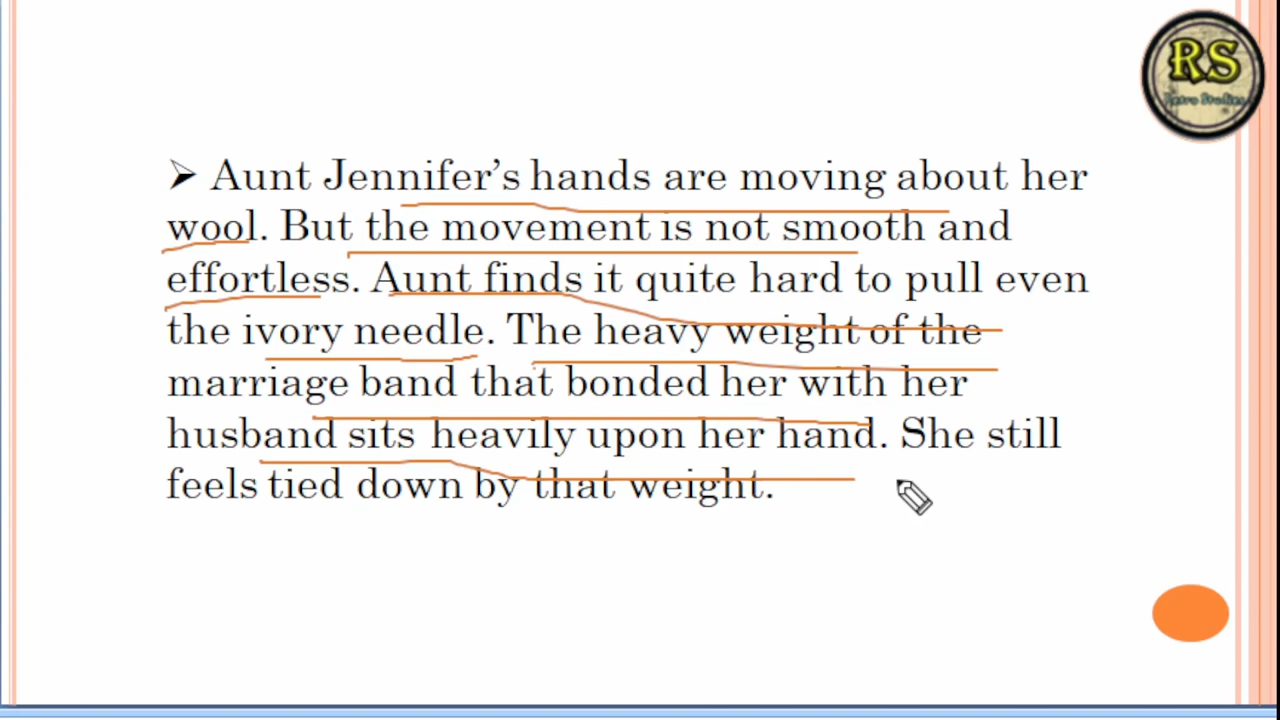 RS
Retro Studies
➢ Aunt Jennifer's hands are moving about her
wool. But the movement is not smooth and
effortless. Aunt finds it quite hard to pull even
the ivory needle. The heavy weight of the
marriage band that bonded her with her
husband sits heavily upon her hand. She still
feels tied down by that weight.